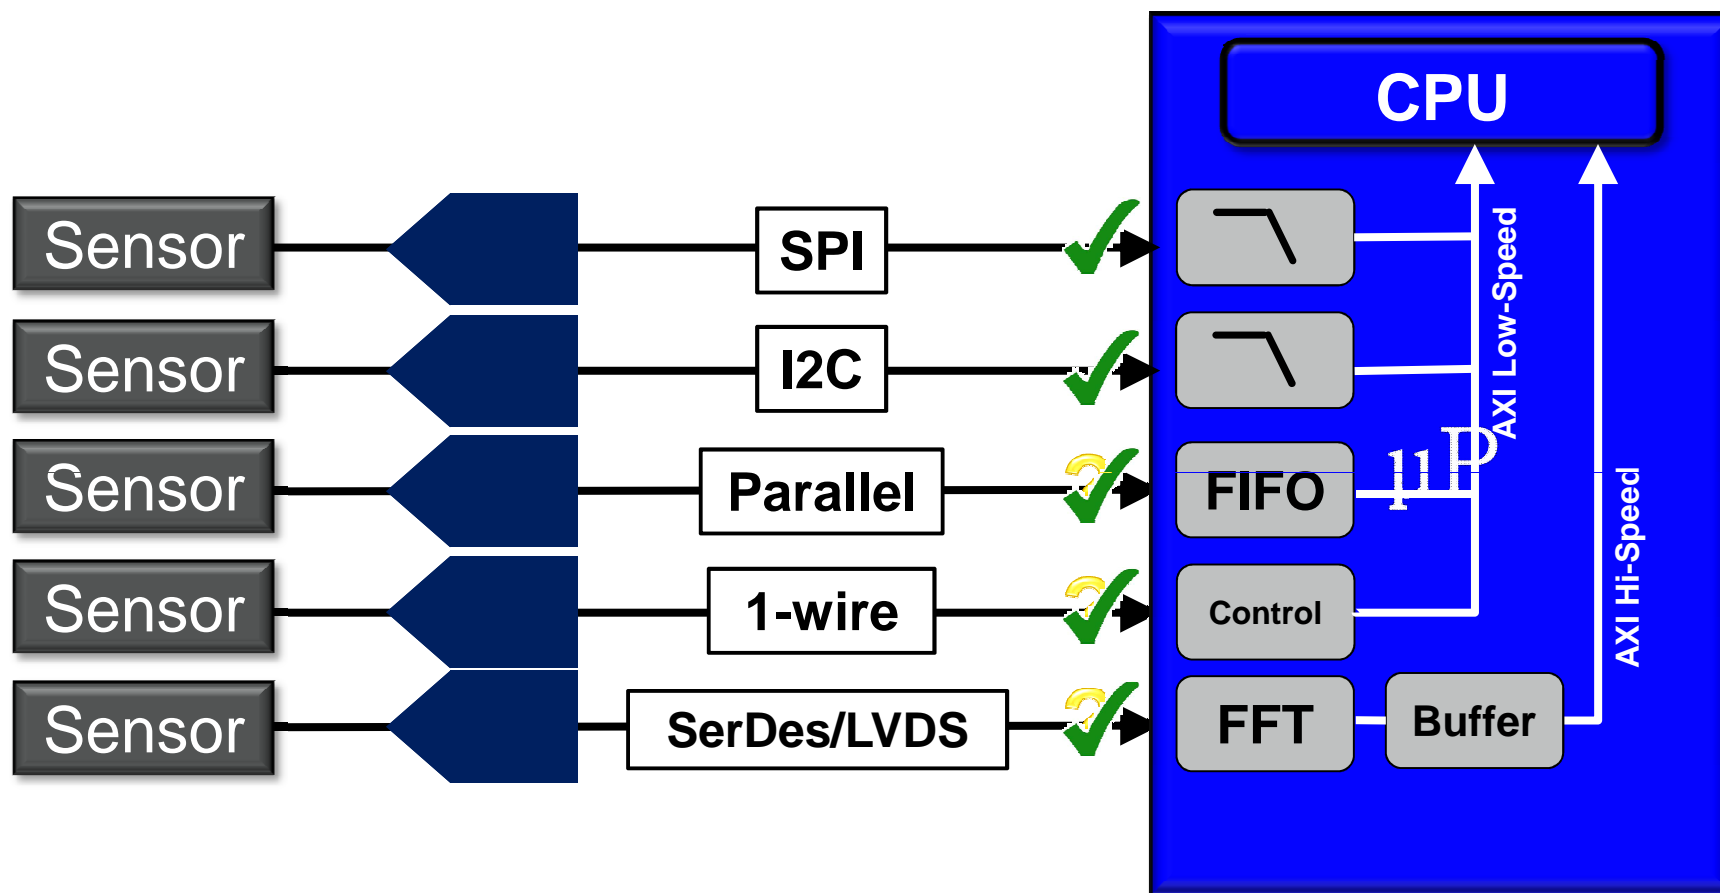 CPU
Sensor
SPI
Sensor
I2C
Sensor
Parallel
?
FIFO
µP
Sensor
1-wire
?
Control
Sensor
SerDes/LVDS
?
FFT
Buffer
AXI Low-Speed
AXI Hi-Speed